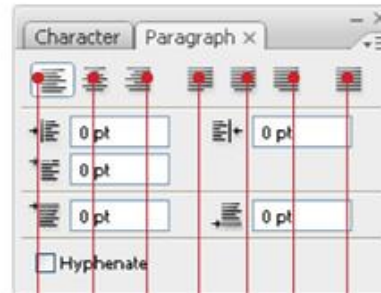 Character Paragraph ×
0 pt 0 pt
0 pt
0 pt 0 pt
Hyphenate